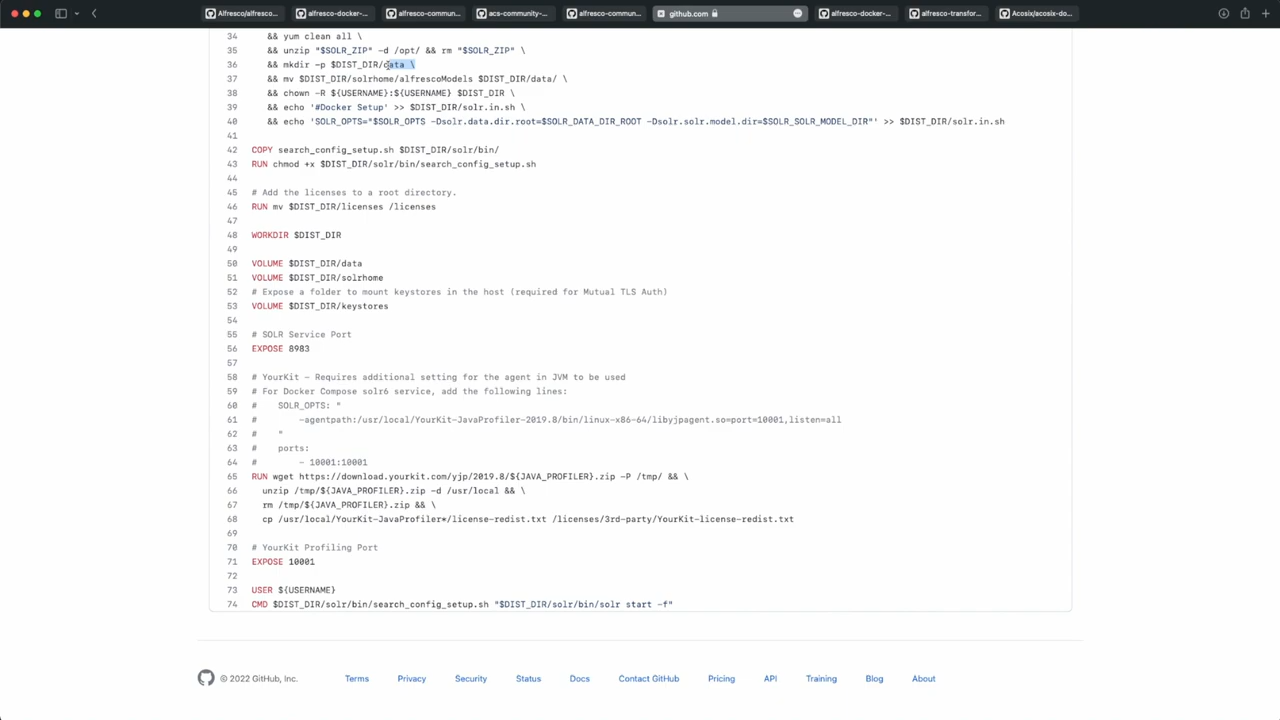 Alfresco/alfresco...
alfresco-docker-...
alfresco-commun...
acs-community-...
alfresco-commun...
github.com
alfresco-docker-...
alfresco-transfor...
Acosix/acosix-do...
34 && yum clean all \
35 && unzip "$SOLR_ZIP" -d /opt/ && rm "$SOLR_ZIP" \
36 && mkdir -p $DIST_DIR/data \
37 && mv $DIST_DIR/solrhome/alfrescoModels $DIST_DIR/data/ \
38 && chown -R ${USERNAME}:${USERNAME} $DIST_DIR \
39 && echo '#Docker Setup' >> $DIST_DIR/solr.in.sh \
40 && echo 'SOLR_OPTS="$SOLR_OPTS -Dsolr.data.dir.root=$SOLR_DATA_DIR_ROOT -Dsolr.solr.model.dir=$SOLR_SOLR_MODEL_DIR"' >> $DIST_DIR/solr.in.sh
41
42 COPY search_config_setup.sh $DIST_DIR/solr/bin/
43 RUN chmod +x $DIST_DIR/solr/bin/search_config_setup.sh
44
45 # Add the licenses to a root directory.
46 RUN mv $DIST_DIR/licenses /licenses
47
48 WORKDIR $DIST_DIR
49
50 VOLUME $DIST_DIR/data
51 VOLUME $DIST_DIR/solrhome
52 # Expose a folder to mount keystores in the host (required for Mutual TLS Auth)
53 VOLUME $DIST_DIR/keystores
54
55 # SOLR Service Port
56 EXPOSE 8983
57
58 # YourKit - Requires additional setting for the agent in JVM to be used
59 # For Docker Compose solr6 service, add the following lines:
60 # SOLR_OPTS: "
61 # -agentpath:/usr/local/YourKit-JavaProfiler-2019.8/bin/linux-x86-64/libyjpagent.so=port=10001,listen=all
62 # "
63 # ports:
64 # - 10001:10001
65 RUN wget https://download.yourkit.com/yjp/2019.8/${JAVA_PROFILER}.zip -P /tmp/ && \
66 unzip /tmp/${JAVA_PROFILER}.zip -d /usr/local && \
67 rm /tmp/${JAVA_PROFILER}.zip && \
68 cp /usr/local/YourKit-JavaProfiler*/license-redist.txt /licenses/3rd-party/YourKit-license-redist.txt
69
70 # YourKit Profiling Port
71 EXPOSE 10001
72
73 USER ${USERNAME}
74 CMD $DIST_DIR/solr/bin/search_config_setup.sh "$DIST_DIR/solr/bin/solr start -f"
© 2022 GitHub, Inc.
Terms
Privacy
Security
Status
Docs
Contact GitHub
Pricing
API
Training
Blog
About